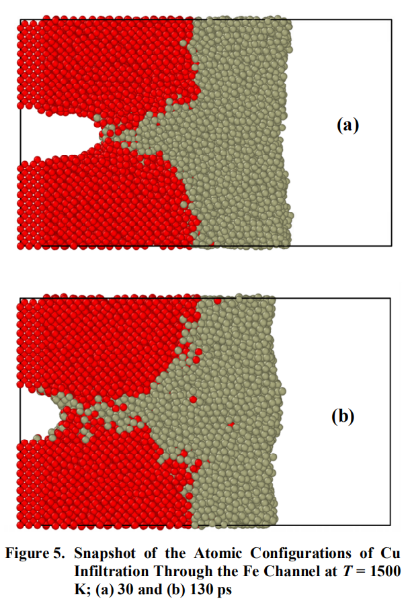 (a)
(b)
Figure 5. Snapshot of the Atomic Configurations of Cu
Infiltration Through the Fe Channel at T = 1500
K; (a) 30 and (b) 130 ps